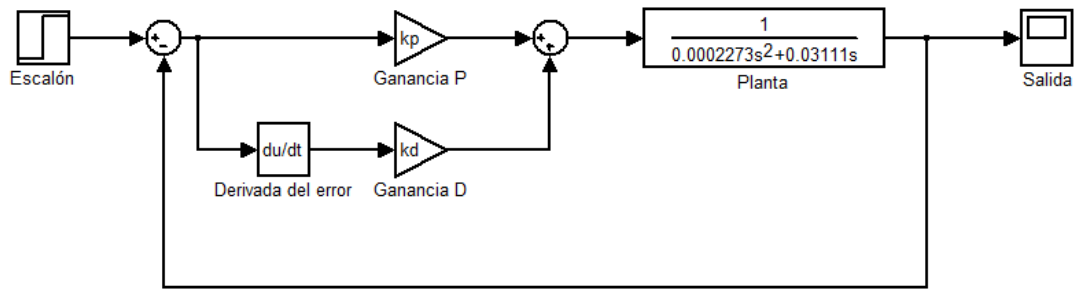 Escalón
+
-
kp
Ganancia P
+
+
1
0.0002273s²+0.03111s
Planta
Salida
du/dt
Derivada del error
kd
Ganancia D